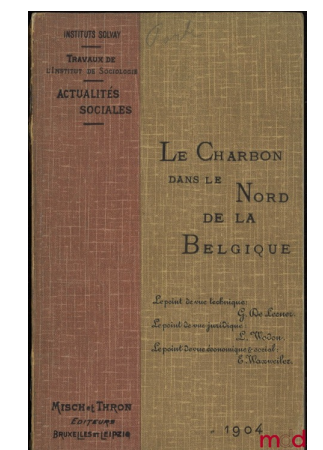 INSTITUTS SOLVAY
TRAVAUX DE
L'INSTITUT DE SOCIOLOGIE
ACTUALITÉS
SOCIALES
LE CHARBON
DANS LE
NORD
DE LA
BELGIQUE
Le point de vue technique:
G. De Leener.
Le point de vue juridique:
L. Wodon.
Le point de vue économique & social:
E. Waxweiler.
MISCH et THRON
ÉDITEURS
BRUXELLES et LEIPZIG
1904
m d